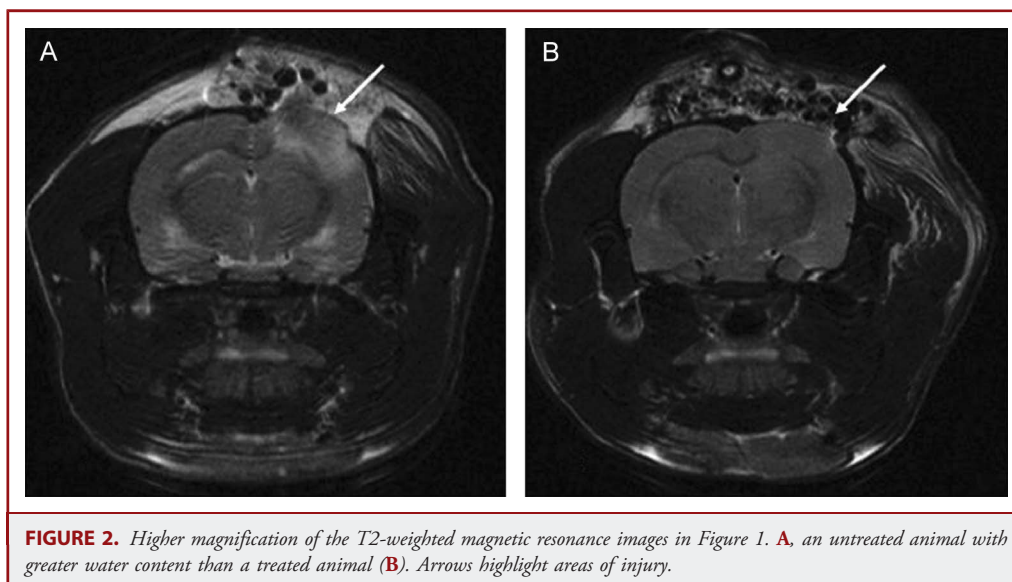 A
B
FIGURE 2. Higher magnification of the T2-weighted magnetic resonance images in Figure 1. A, an untreated animal with
greater water content than a treated animal (B). Arrows highlight areas of injury.